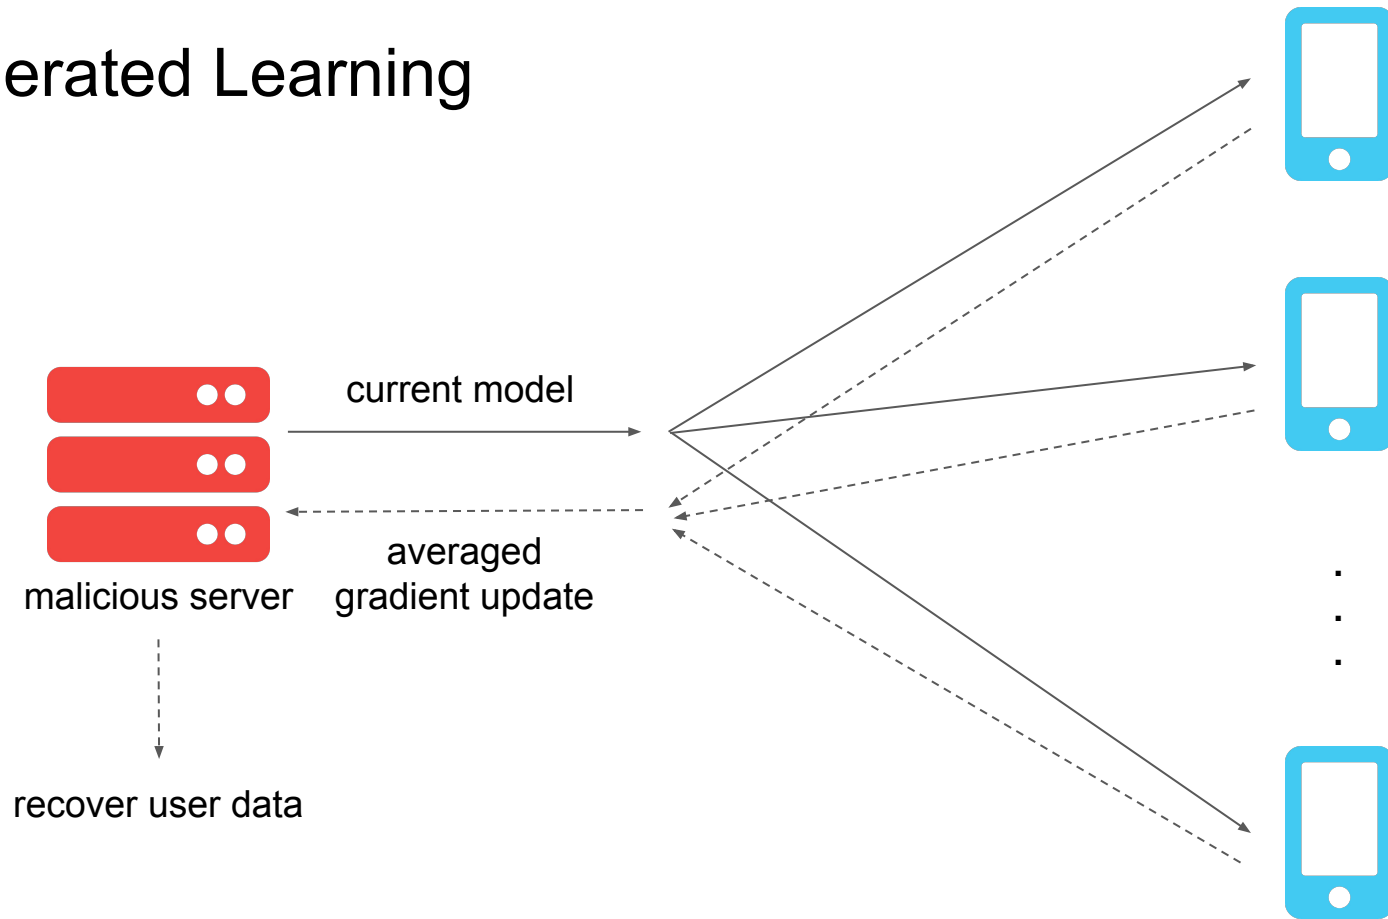 erated Learning
current model
averaged
gradient update
malicious server
recover user data
.
.
.